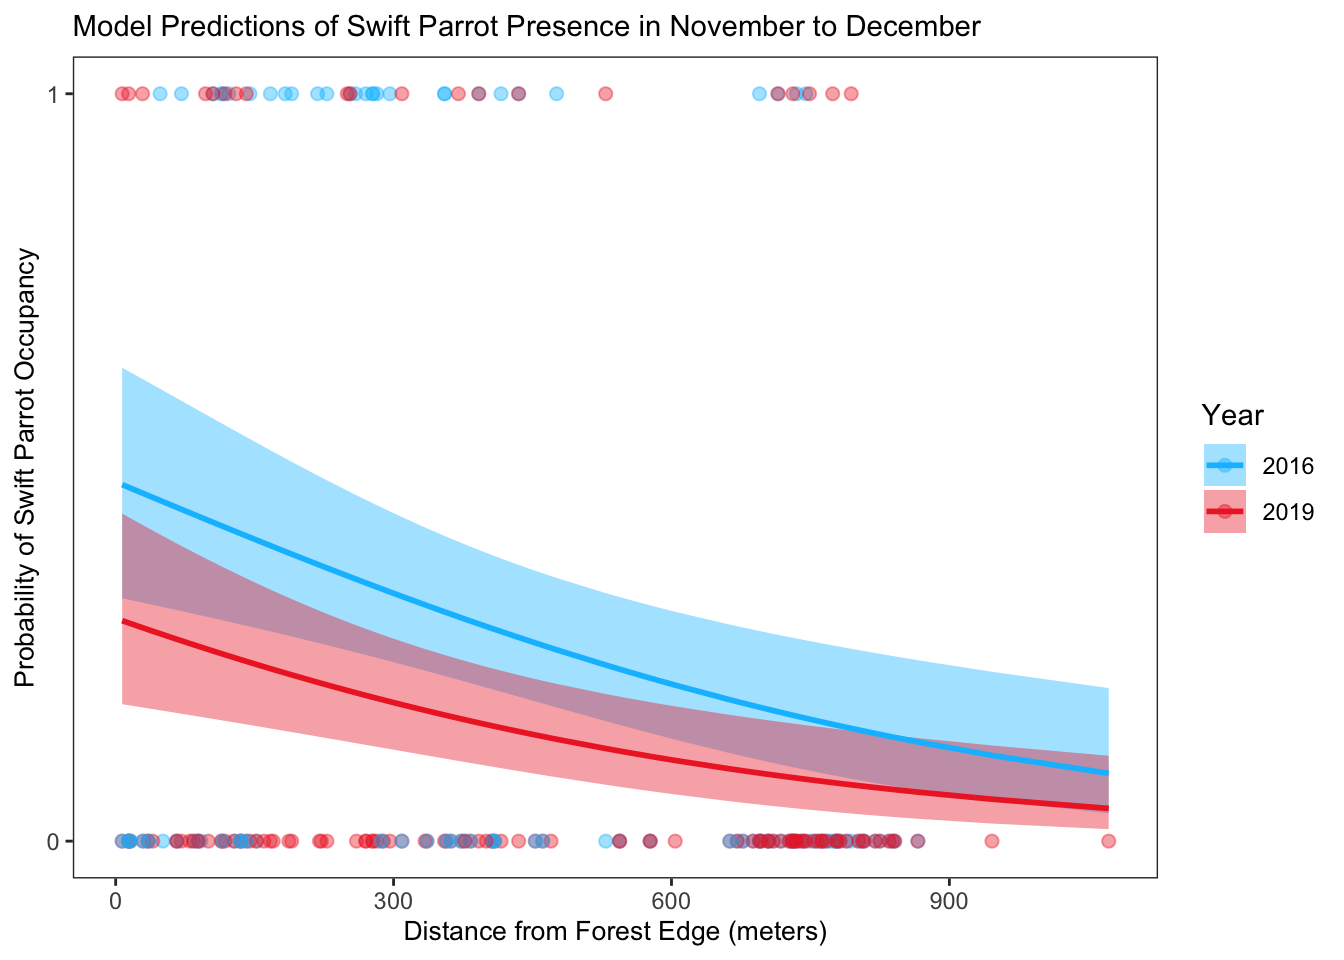 Model Predictions of Swift Parrot Presence in November to December
1
0
Probability of Swift Parrot Occupancy
0
300
600
900
Distance from Forest Edge (meters)
Year
2016
2019